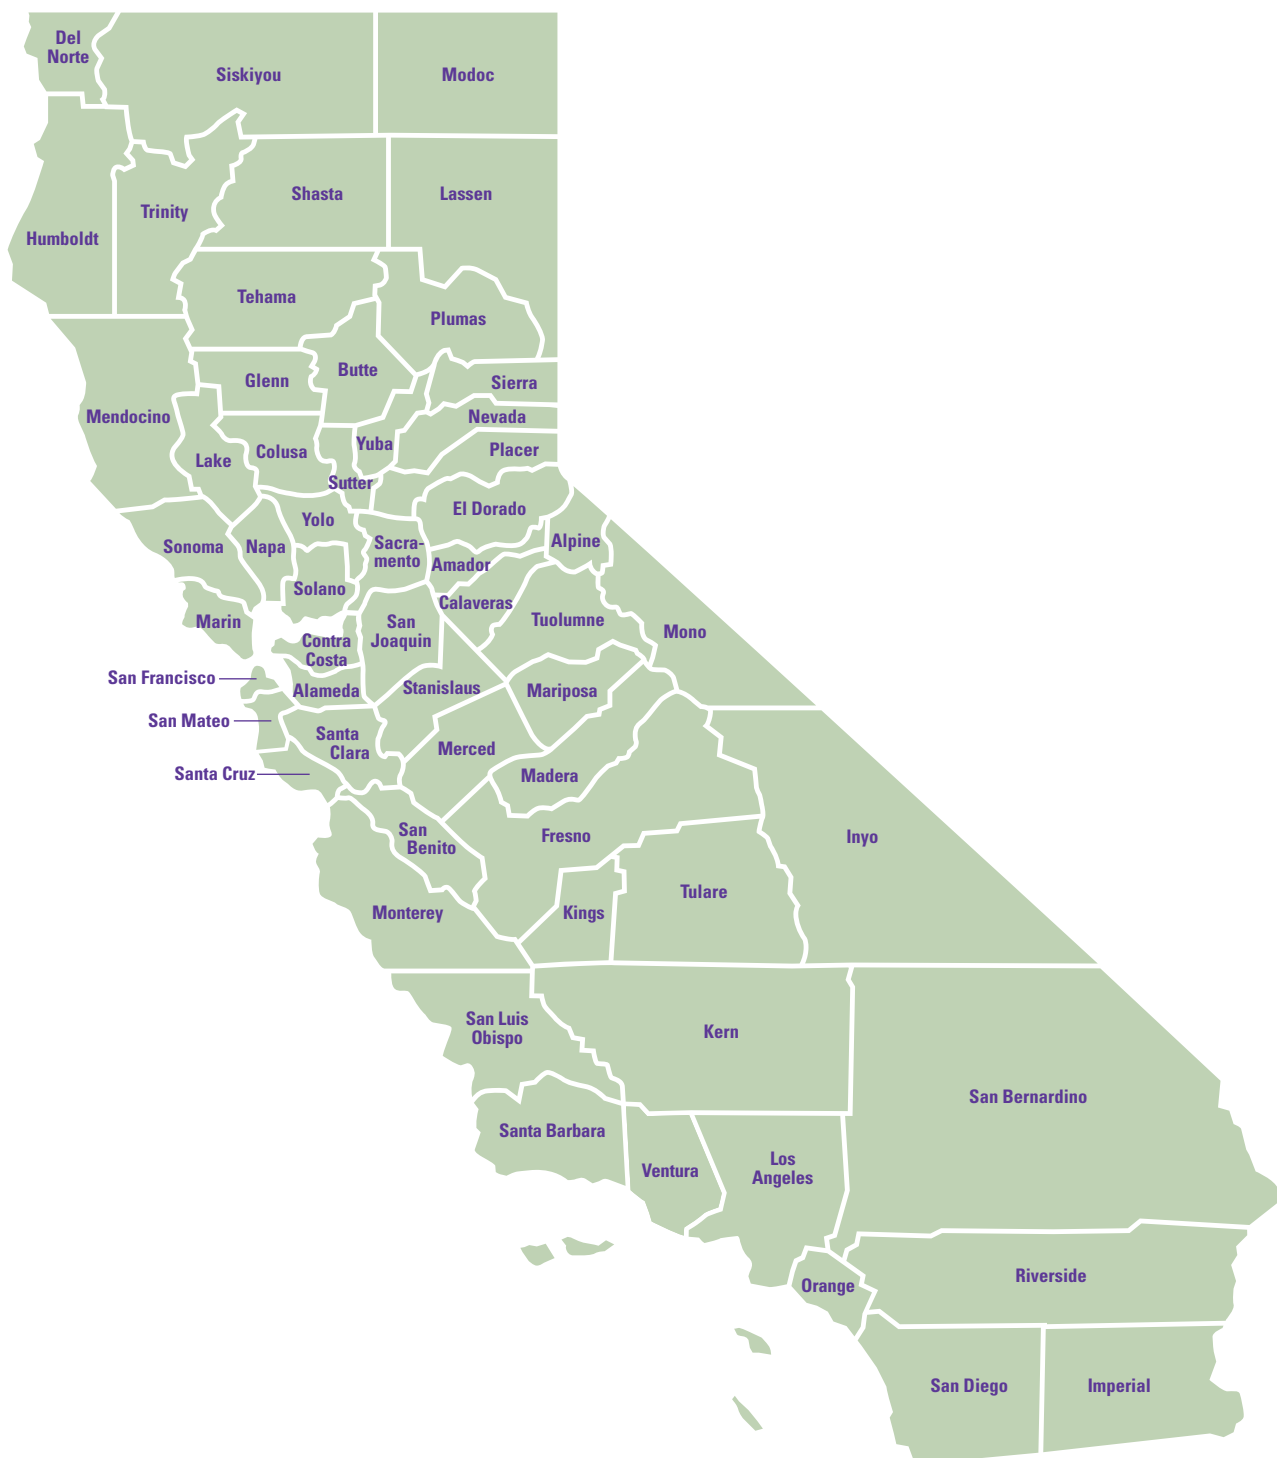 Del
Norte
Siskiyou
Modoc
Shasta
Lassen
Trinity
Humboldt
Tehama
Plumas
Butte
Glenn
Sierra
Mendocino
Nevada
Yuba
Placer
Colusa
Lake
Sutter
El Dorado
Yolo
Sonoma
Napa
Sacra-
mento
Alpine
Amador
Solano
Calaveras
Marin
San
Joaquin
Tuolumne
Mono
Contra
Costa
San Francisco
Alameda
Stanislaus
Mariposa
San Mateo
Santa
Clara
Merced
Santa Cruz
Madera
San
Benito
Fresno
Inyo
Tulare
Monterey
Kings
San Luis
Obispo
Kern
San Bernardino
Santa Barbara
Ventura
Los
Angeles
Orange
Riverside
San Diego
Imperial